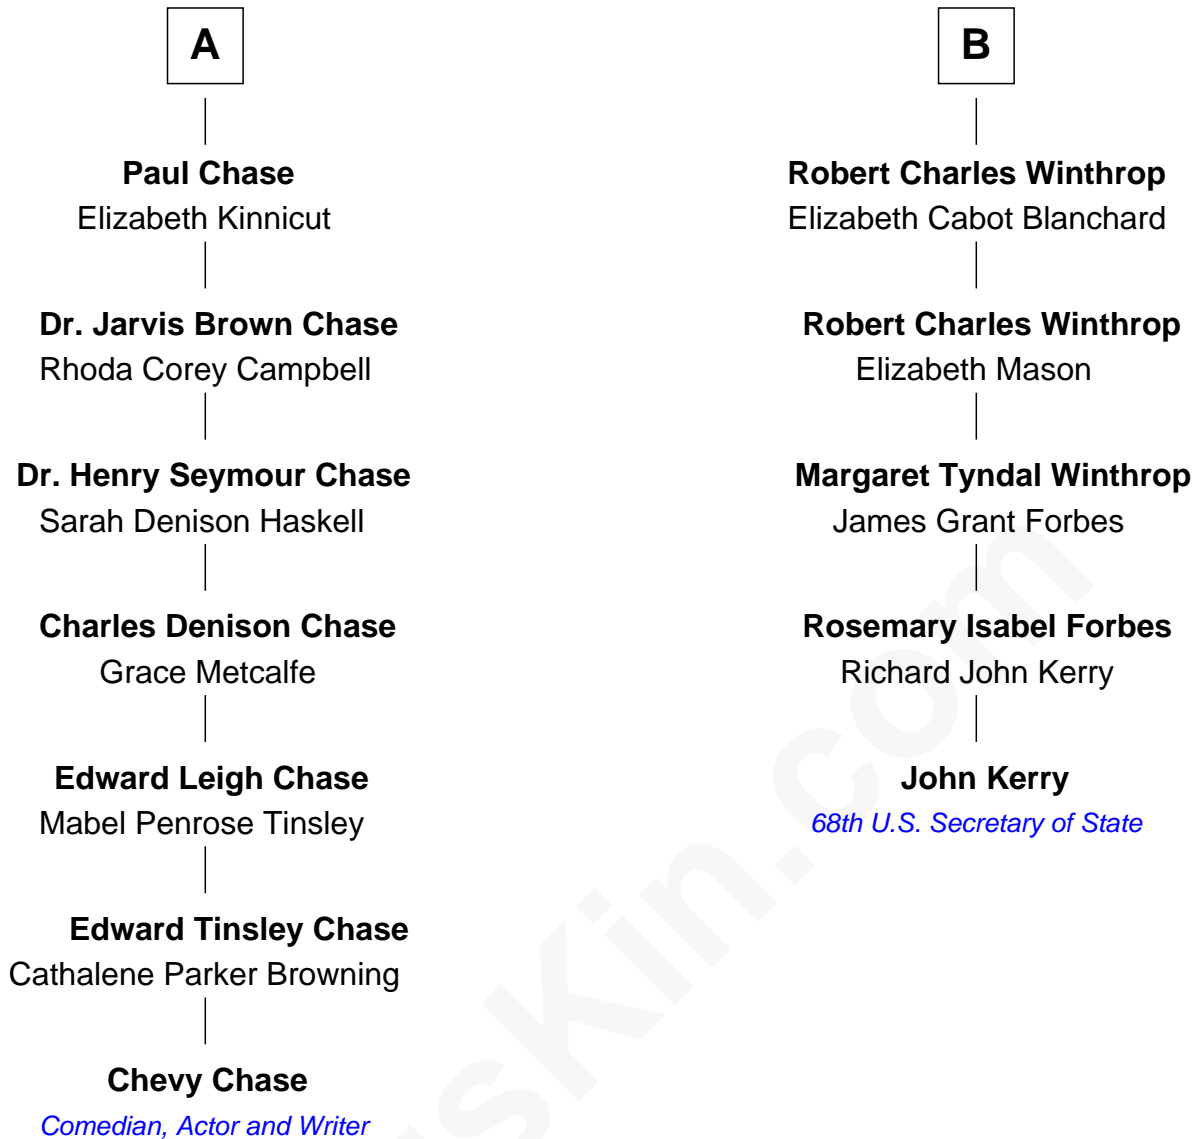 A
Paul Chase
Elizabeth Kinnicut
Dr. Jarvis Brown Chase
Rhoda Corey Campbell
Dr. Henry Seymour Chase
Sarah Denison Haskell
Charles Denison Chase
Grace Metcalfe
Edward Leigh Chase
Mabel Penrose Tinsley
Edward Tinsley Chase
Cathalene Parker Browning
Chevy Chase
Comedian, Actor and Writer
B
Robert Charles Winthrop
Elizabeth Cabot Blanchard
Robert Charles Winthrop
Elizabeth Mason
Margaret Tyndal Winthrop
James Grant Forbes
Rosemary Isabel Forbes
Richard John Kerry
John Kerry
68th U.S. Secretary of State